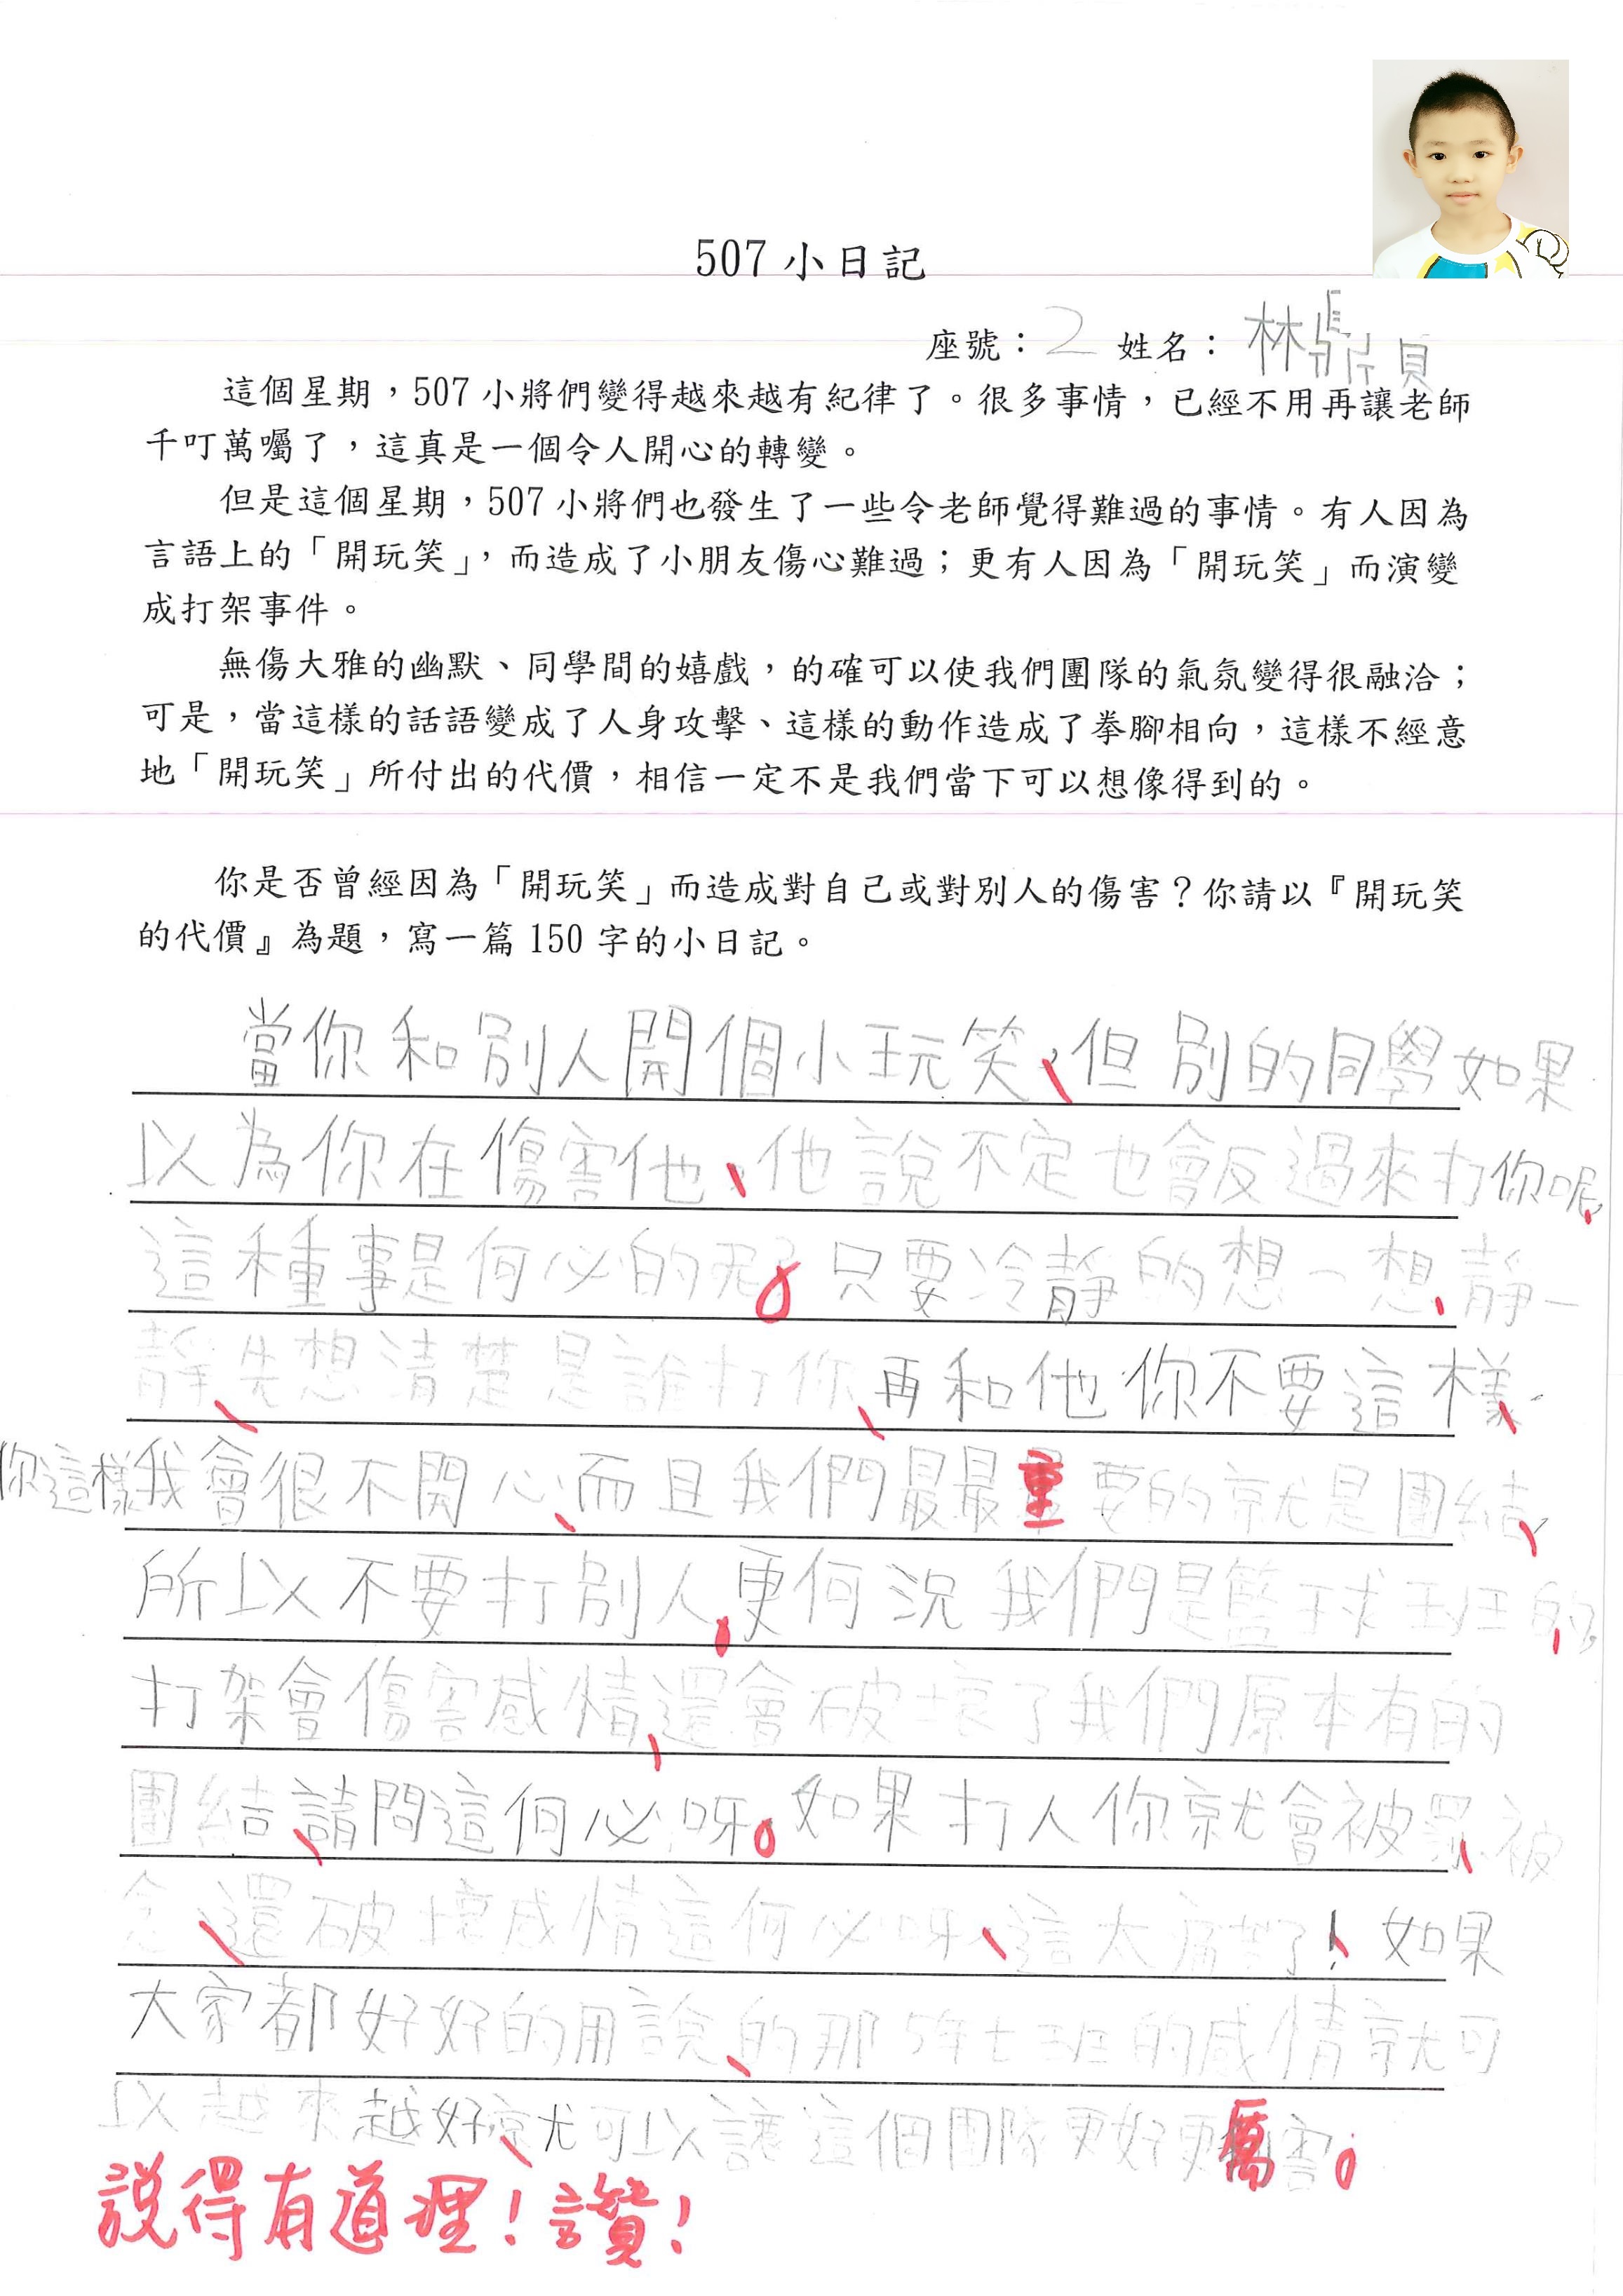 507 小日記
座號：2 姓名：林
這個星期，507 小將們變得越來越有紀律了。很多事情，已經不用再讓老師
千叮萬囑了，這真是一個令人開心的轉變。
但是這個星期，507 小將們也發生了一些令老師覺得難過的事情。有人因為
言語上的「開玩笑」，而造成了小朋友傷心難過；更有人因為「開玩笑」而演變
成打架事件。
無傷大雅的幽默、同學間的嬉戲，的確可以使我們團隊的氣氛變得很融洽；
可是，當這樣的話語變成了人身攻擊、這樣的動作造成了拳腳相向，這樣不經意
地「開玩笑」所付出的代價，相信一定不是我們當下可以想像得到的。
你是否曾經因為「開玩笑」而造成對自己或對別人的傷害？你請以『開玩笑
的代價』為題，寫一篇 150 字的小日記。
當你和別人開個小玩笑，但別的同學如果
以為你在傷害他，他說不定也會反過來打你呢，
這種事是何必的呢。只要冷靜的想一想，靜一
靜，先想清楚是誰打你，再和他你不要這樣，
你這樣我會很不開心，而且我們最最重要的就是團結，
所以不要打別人，更何況我們是籃球班的，
打架會傷害感情，還會破壞了我們原本有的
團結，請問這何必呀。如果打人你就會被罵，被
念，還破壞感情這何必呀，這大痛苦了！如果
大家都好好的用說的，那5年七班的感情就可
以越來越好，就可以讓這個團隊更好更厲害。
說得有道理！讚！